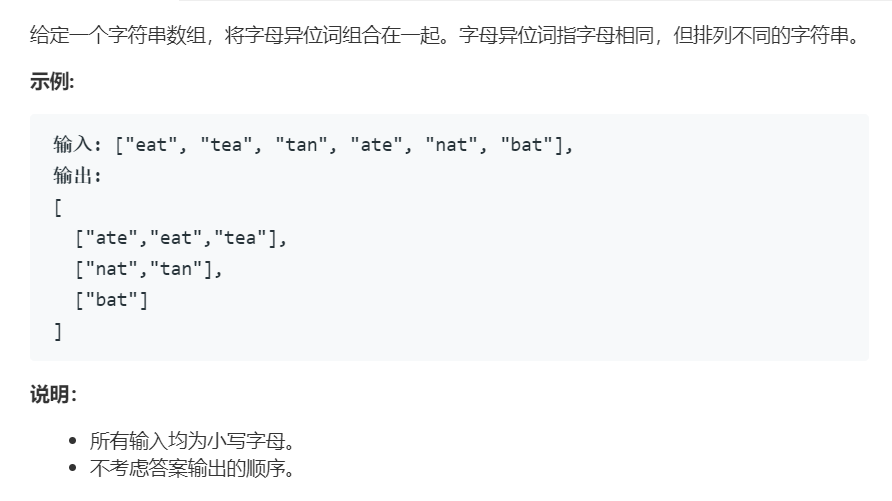 给定一个字符串数组，将字母异位词组合在一起。字母异位词指字母相同，但排列不同的字符串。
示例:
输入: ["eat", "tea", "tan", "ate", "nat", "bat"],
输出:
[
  ["ate","eat","tea"],
  ["nat","tan"],
  ["bat"]
]
说明：
• 所有输入均为小写字母。
• 不考虑答案输出的顺序。